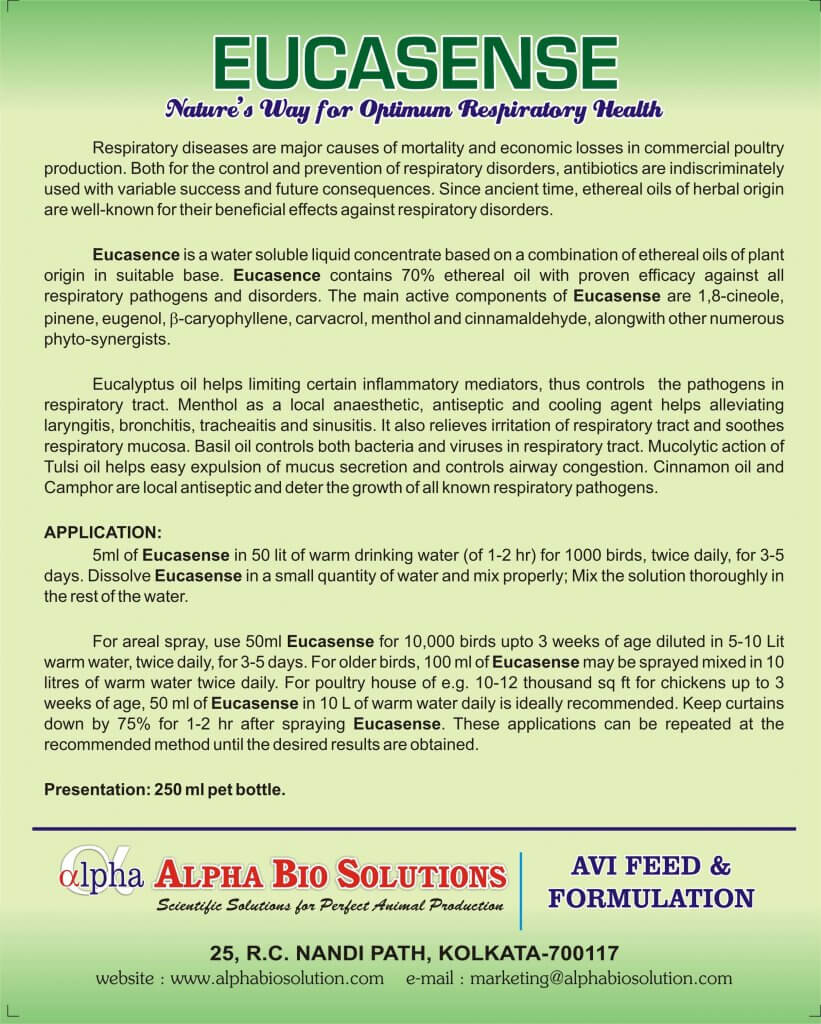 EUCASENSE
Nature's Way for Optimum Respiratory Health
Respiratory diseases are major causes of mortality and economic losses in commercial poultry
production. Both for the control and prevention of respiratory disorders, antibiotics are indiscriminately
used with variable success and future consequences. Since ancient time, ethereal oils of herbal origin
are well-known for their beneficial effects against respiratory disorders.
Eucasence is a water soluble liquid concentrate based on a combination of ethereal oils of plant
origin in suitable base. Eucasence contains 70% ethereal oil with proven efficacy against all
respiratory pathogens and disorders. The main active components of Eucasense are 1,8-cineole,
pinene, eugenol, β-caryophyllene, carvacrol, menthol and cinnamaldehyde, alongwith other numerous
phyto-synergists.
Eucalyptus oil helps limiting certain inflammatory mediators, thus controls the pathogens in
respiratory tract. Menthol as a local anaesthetic, antiseptic and cooling agent helps alleviating
laryngitis, bronchitis, tracheaitis and sinusitis. It also relieves irritation of respiratory tract and soothes
respiratory mucosa. Basil oil controls both bacteria and viruses in respiratory tract. Mucolytic action of
Tulsi oil helps easy expulsion of mucus secretion and controls airway congestion. Cinnamon oil and
Camphor are local antiseptic and deter the growth of all known respiratory pathogens.
APPLICATION:
5ml of Eucasense in 50 lit of warm drinking water (of 1-2 hr) for 1000 birds, twice daily, for 3-5
days. Dissolve Eucasense in a small quantity of water and mix properly; Mix the solution thoroughly in
the rest of the water.
For areal spray, use 50ml Eucasense for 10,000 birds upto 3 weeks of age diluted in 5-10 Lit
warm water, twice daily, for 3-5 days. For older birds, 100 ml of Eucasense may be sprayed mixed in 10
litres of warm water twice daily. For poultry house of e.g. 10-12 thousand sq ft for chickens up to 3
weeks of age, 50 ml of Eucasense in 10 L of warm water daily is ideally recommended. Keep curtains
down by 75% for 1-2 hr after spraying Eucasense. These applications can be repeated at the
recommended method until the desired results are obtained.
Presentation: 250 ml pet bottle.
αlpha ALPHA BIO SOLUTIONS
Scientific Solutions for Perfect Animal Production
AVI FEED &
FORMULATION
25, R.C. NANDI PATH, KOLKATA-700117
website : www.alphabiosolution.com e-mail : marketing@alphabiosolution.com